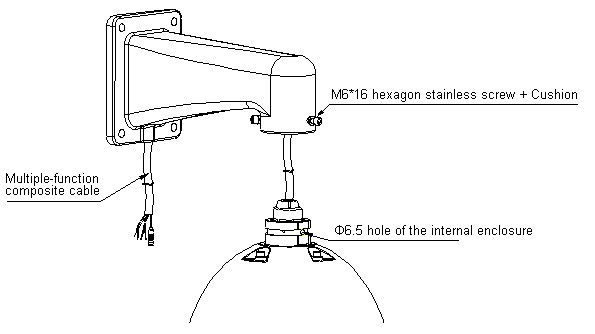 M6*16 hexagon stainless screw + Cushion
Multiple-function
composite cable
Φ6.5 hole of the internal enclosure